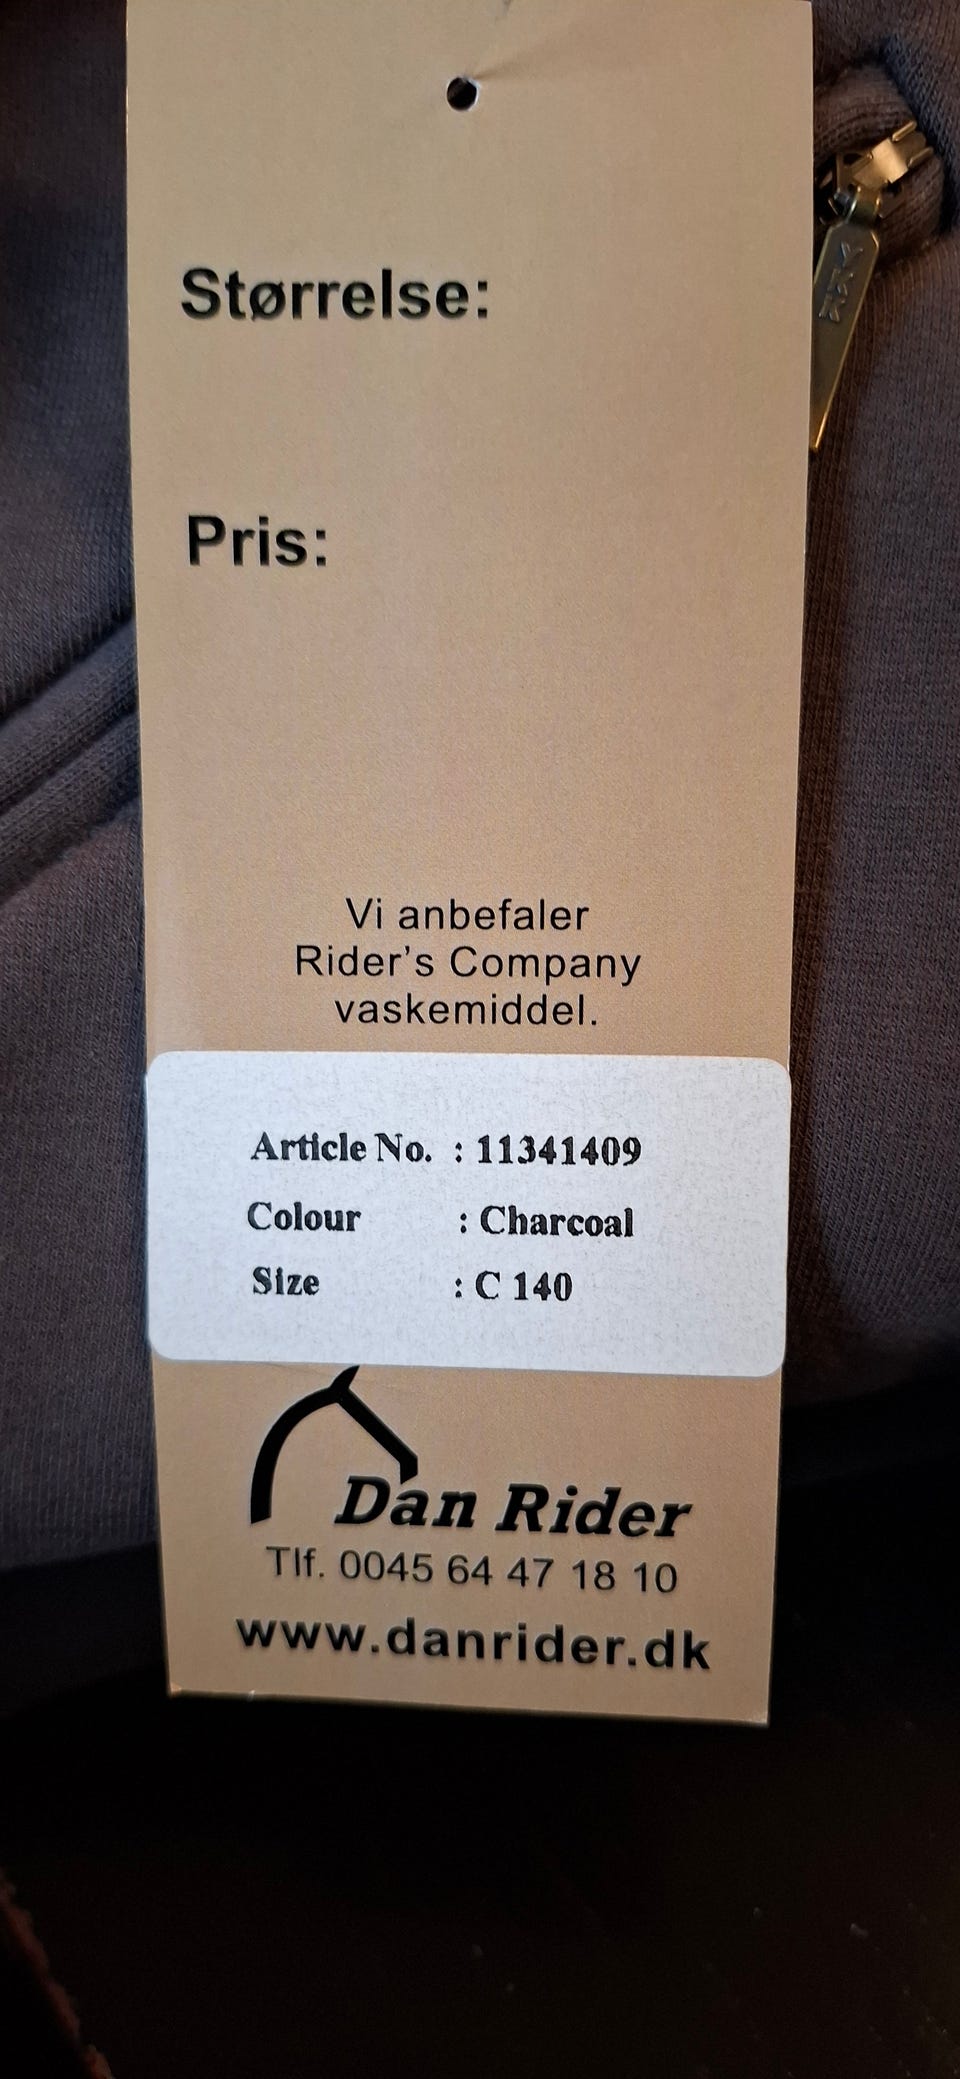 Størrelse:
YKK
Pris:
Vi anbefaler
Rider's Company
vaskemiddel.
Article No. : 11341409
Colour : Charcoal
Size : C 140
Dan Rider
Tlf. 0045 64 47 18 10
www.danrider.dk